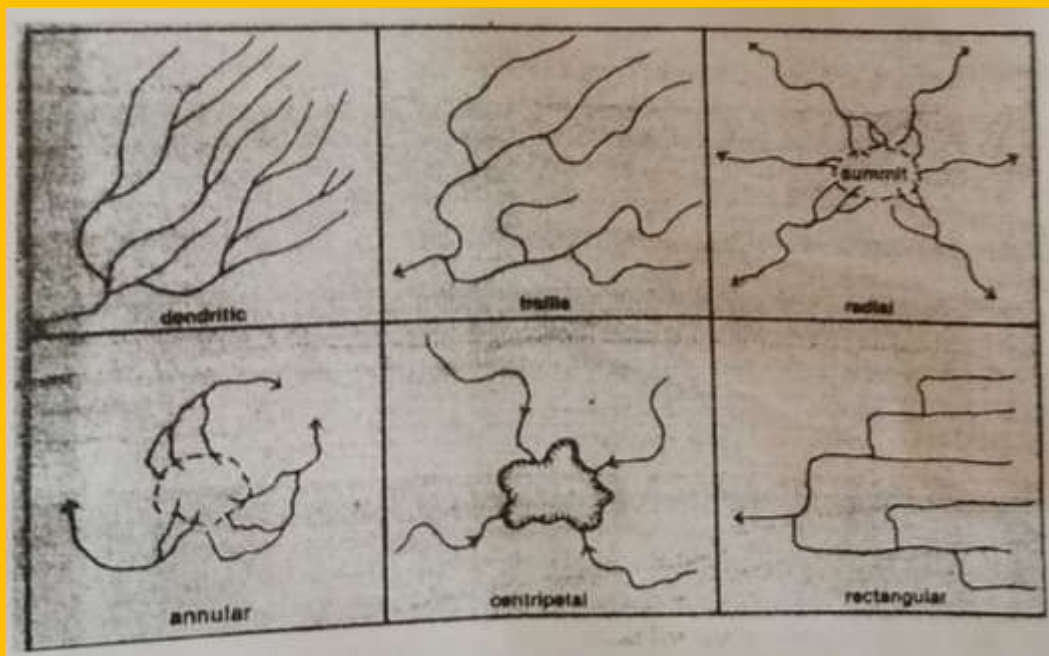 dendritic
trellis
radial
summit
annular
centripetal
rectangular